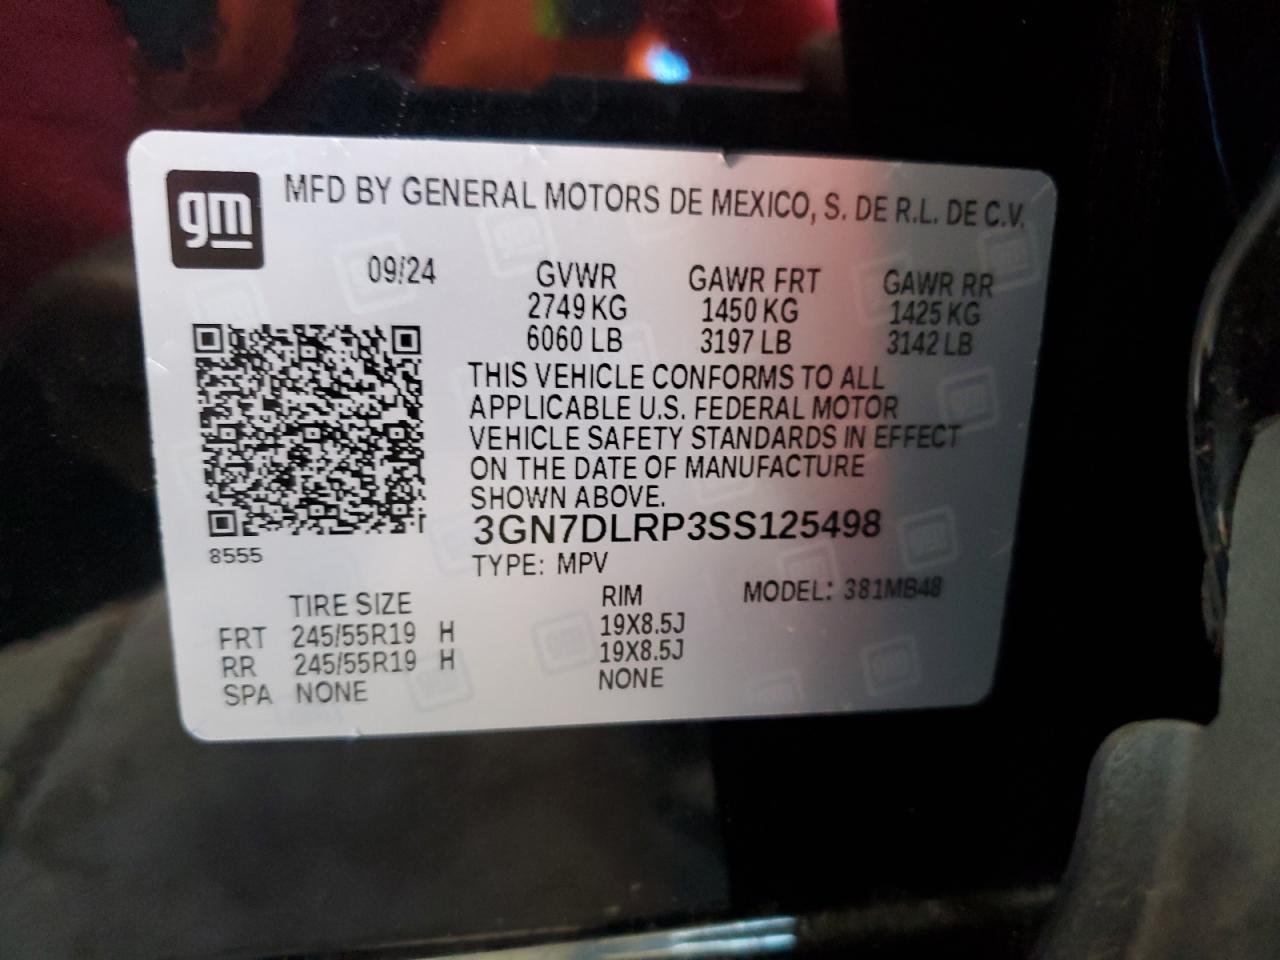 gm
MFD BY GENERAL MOTORS DE MEXICO, S. DE R.L. DE C.V.
09/24 GVWR GAWR FRT GAWR RR
2749 KG 1450 KG 1425 KG
6060 LB 3197 LB 3142 LB
THIS VEHICLE CONFORMS TO ALL
APPLICABLE U.S. FEDERAL MOTOR
VEHICLE SAFETY STANDARDS IN EFFECT
ON THE DATE OF MANUFACTURE
SHOWN ABOVE.
3GN7DLRP3SS125498
8555
TYPE: MPV
TIRE SIZE RIM MODEL: 381MB48
FRT 245/55R19 H 19X8.5J
RR 245/55R19 H 19X8.5J
SPA NONE NONE